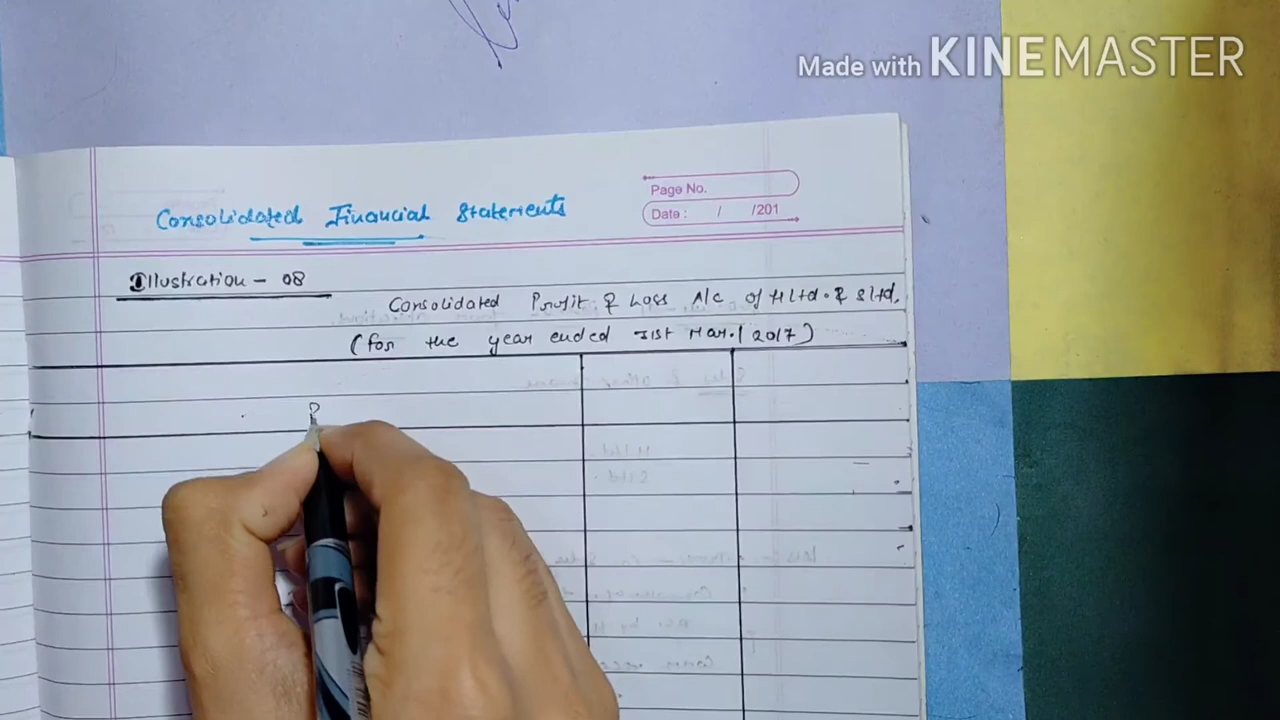 Made with KINEMASTER
Page No.
Date : / /201
Consolidated Financial Statements
Illustration - 08
Consolidated Profit & Loss A/c of H Ltd. & S Ltd.
(for the year ended 31st Mar. 2017)
P